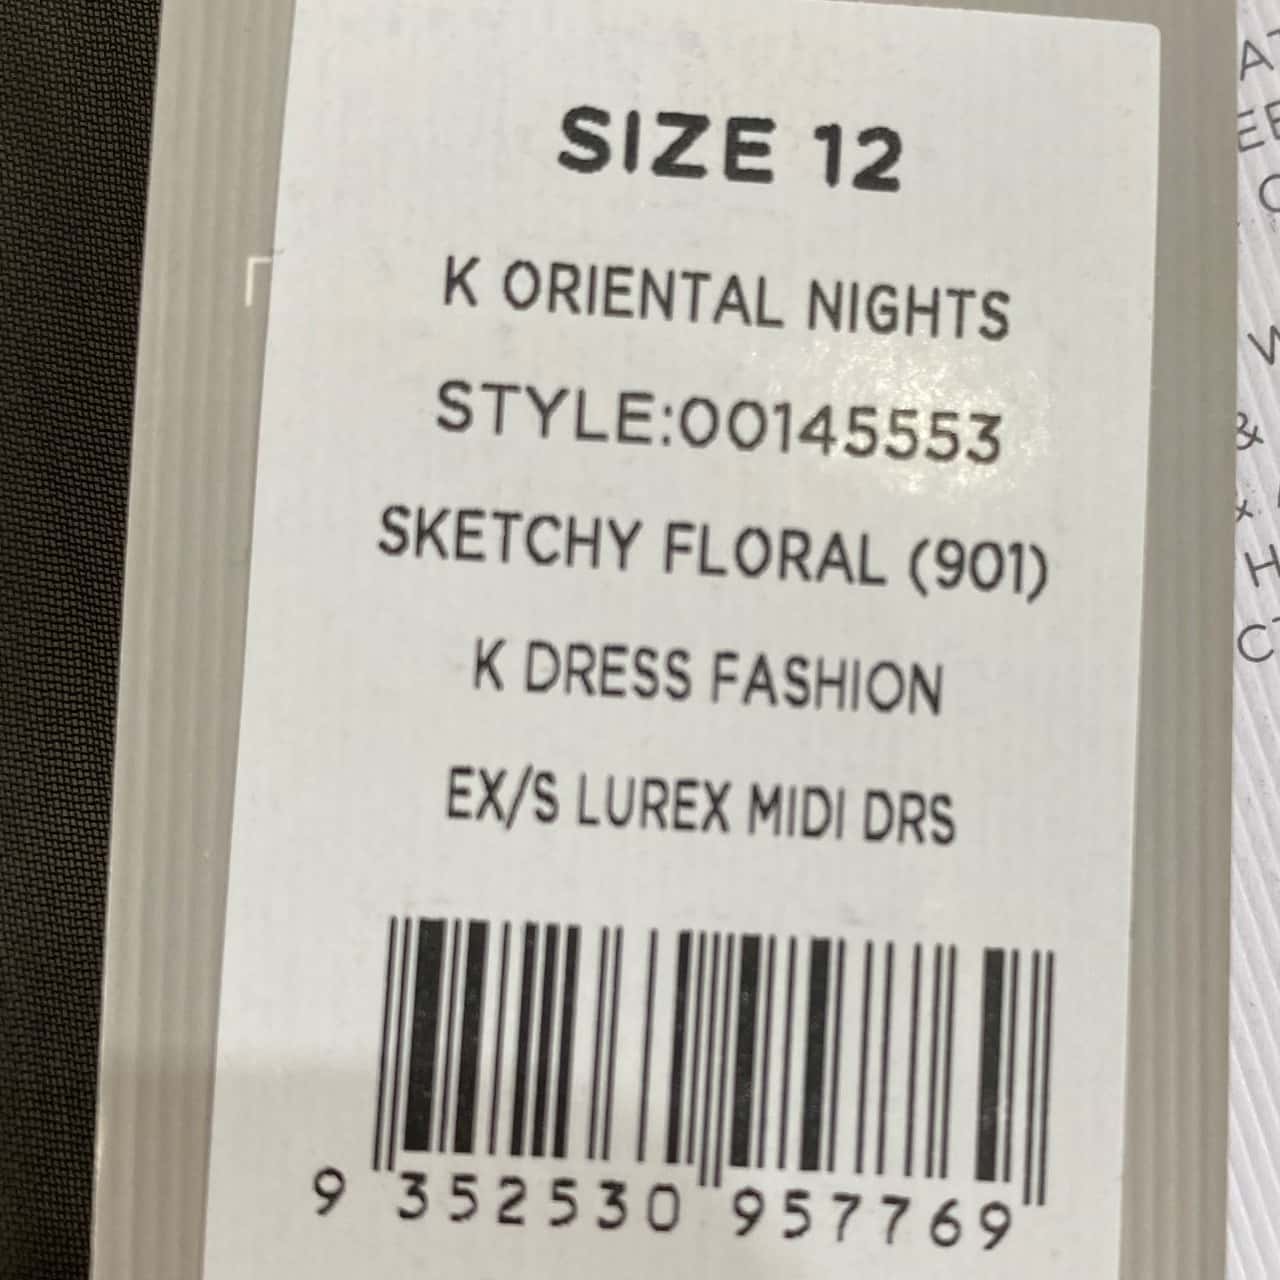 SIZE 12
K ORIENTAL NIGHTS
STYLE:00145553
SKETCHY FLORAL (901)
K DRESS FASHION
EX/S LUREX MIDI DRS
9 352530 957769